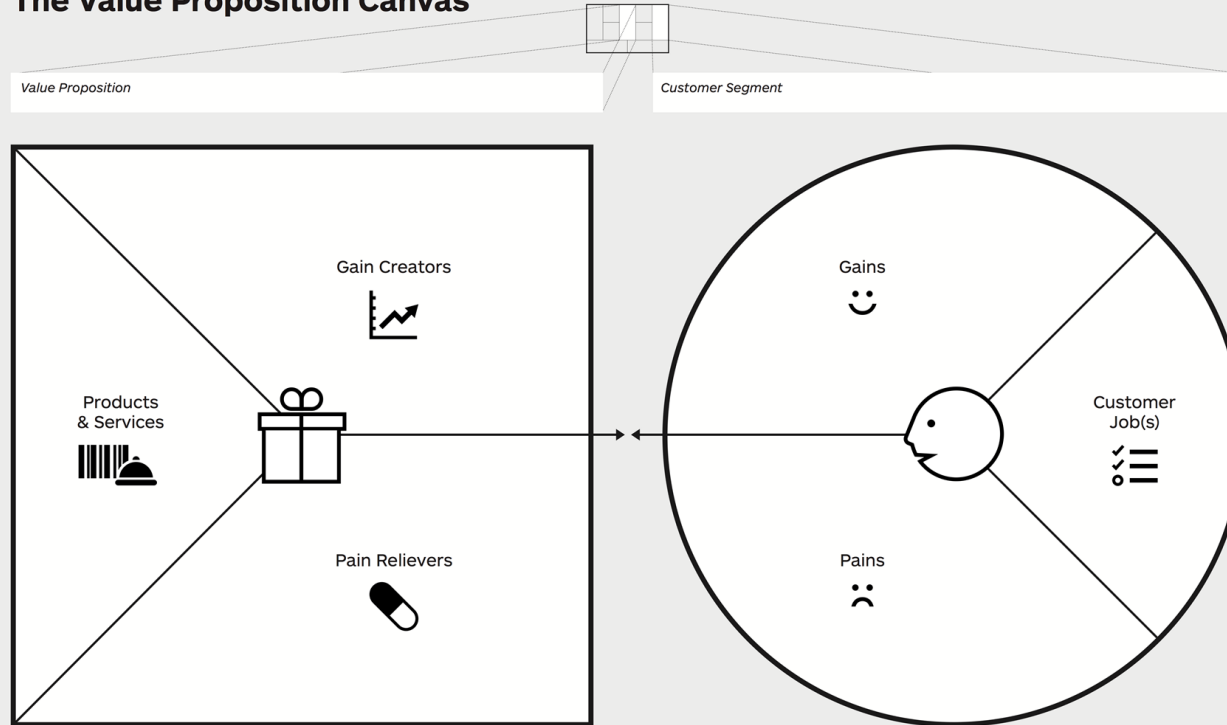 The Value Proposition Canvas
Value Proposition
Customer Segment
Gain Creators
Gains
Products
& Services
Customer
Job(s)
Pain Relievers
Pains